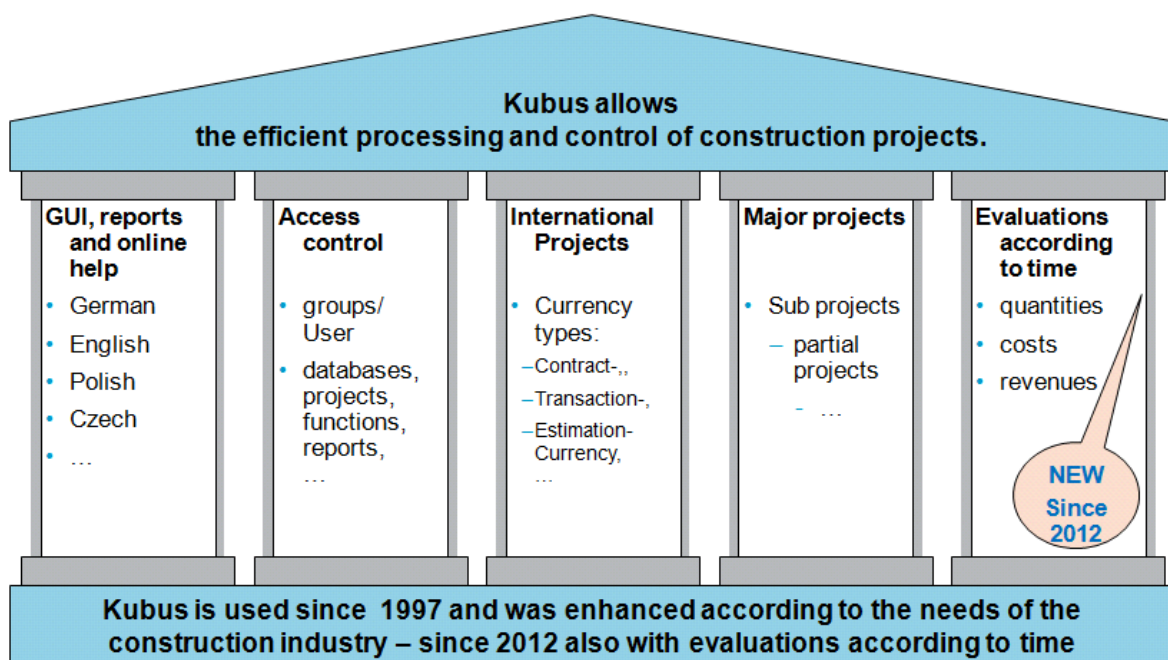 Kubus allows
the efficient processing and control of construction projects.
GUI, reports
and online
help
• German
• English
• Polish
• Czech
• ...
Access
control
• groups/
User
• databases,
projects,
functions,
reports,
...
International
Projects
• Currency
types:
–Contract-,,
–Transaction-,
–Estimation-
Currency,
...
Major projects
• Sub projects
– partial
projects
- ...
Evaluations
according
to time
• quantities
• costs
• revenues
NEW
Since
2012
Kubus is used since 1997 and was enhanced according to the needs of the
construction industry – since 2012 also with evaluations according to time